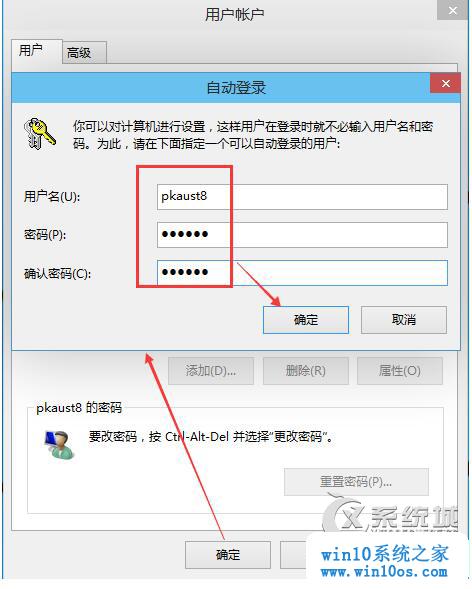 用户帐户
用户
高级
自动登录
你可以对计算机进行设置，这样用户在登录时就不必输入用户名和密
码。为此，请在下面指定一个可以自动登录的用户:
用户名(U):
pkaust8
密码(P):
●●●●●●
确认密码(C):
●●●●●●
确定
取消
添加(D)...
删除(R)
属性(O)
pkaust8 的密码
要改密码，按 Ctrl-Alt-Del 并选择"更改密码"。
重置密码(P)...
系统城
确定
win10系统之家
www.win10os.com